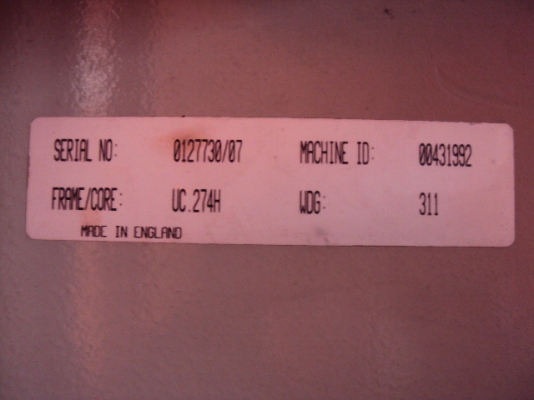 SERIAL NO: 0127730/07 MACHINE ID: 00431992
FRAME/CORE: UC.274H WDG: 311
MADE IN ENGLAND